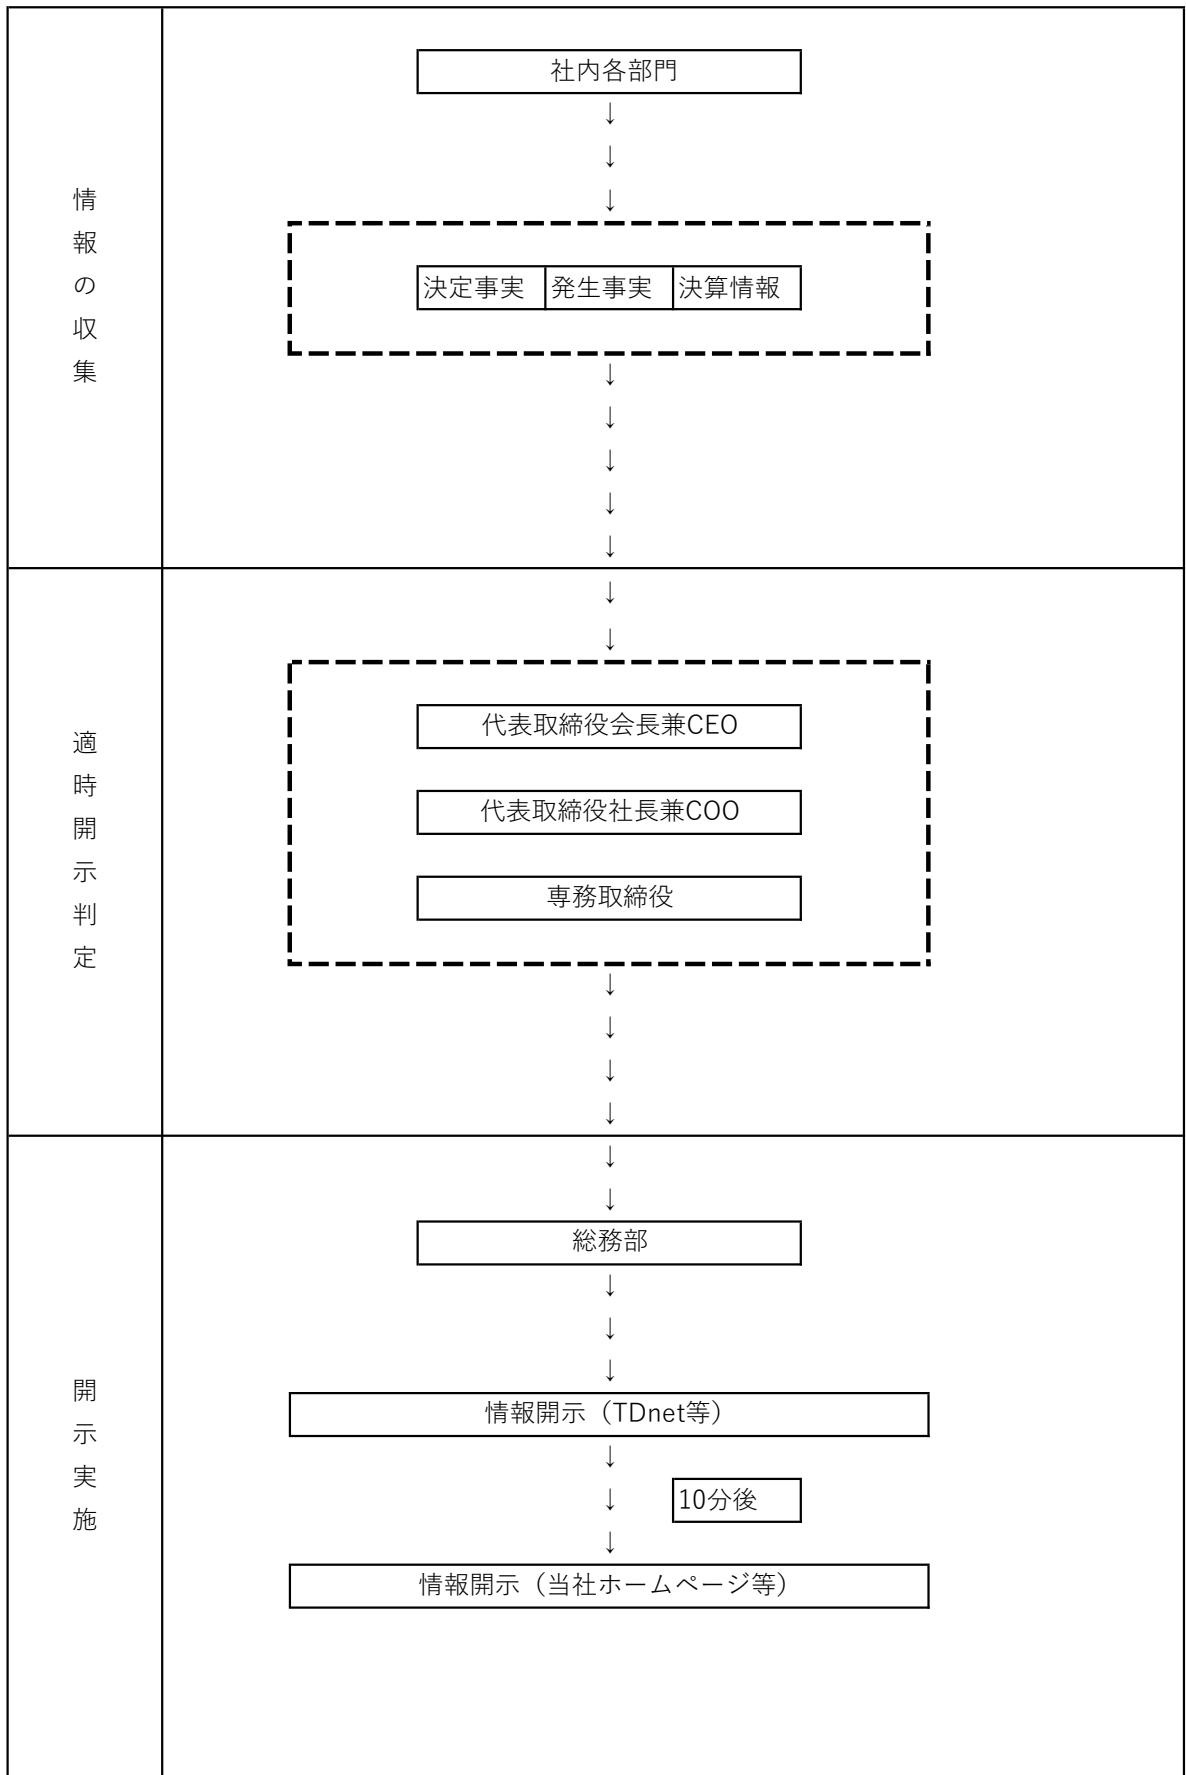 情報の収集
社内各部門
↓
↓
↓
決定事実 発生事実 決算情報
↓
↓
↓
↓
↓
適時開示判定
↓
↓
代表取締役会長兼CEO
代表取締役社長兼COO
専務取締役
↓
↓
↓
↓
開示実施
↓
↓
総務部
↓
↓
↓
情報開示（TDnet等）
↓
↓ 10分後
↓
情報開示（当社ホームページ等）